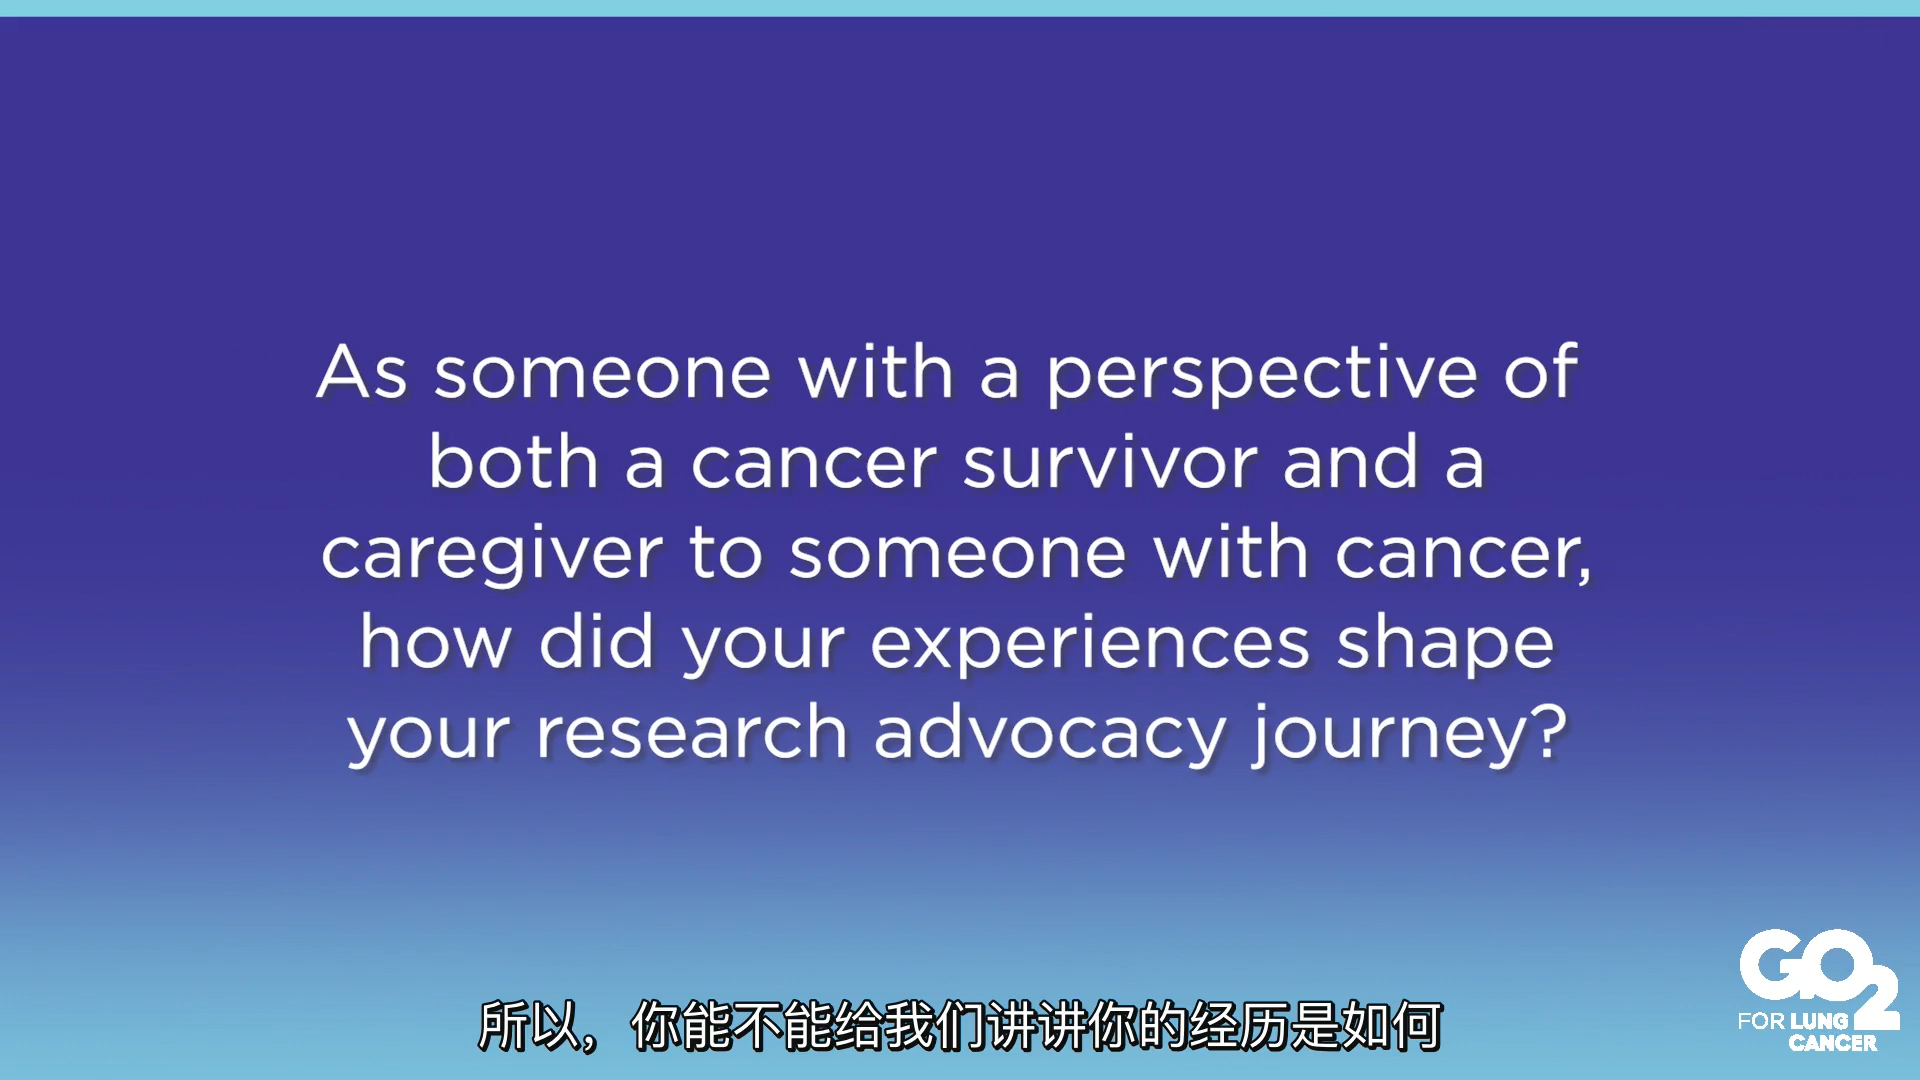 As someone with a perspective of
both a cancer survivor and a
caregiver to someone with cancer,
how did your experiences shape
your research advocacy journey?
GO2
FOR LUNG
CANCER
所以，你能不能给我们讲讲你的经历是如何